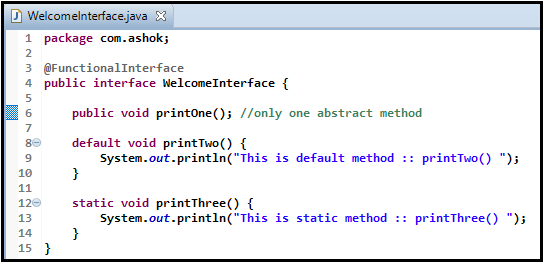 WelcomeInterface.java
1 package com.ashok;
2
3 @FunctionalInterface
4 public interface WelcomeInterface {
5
6     public void printOne(); //only one abstract method
7
8     default void printTwo() {
9         System.out.println("This is default method :: printTwo() ");
10     }
11
12     static void printThree() {
13         System.out.println("This is static method :: printThree() ");
14     }
15 }